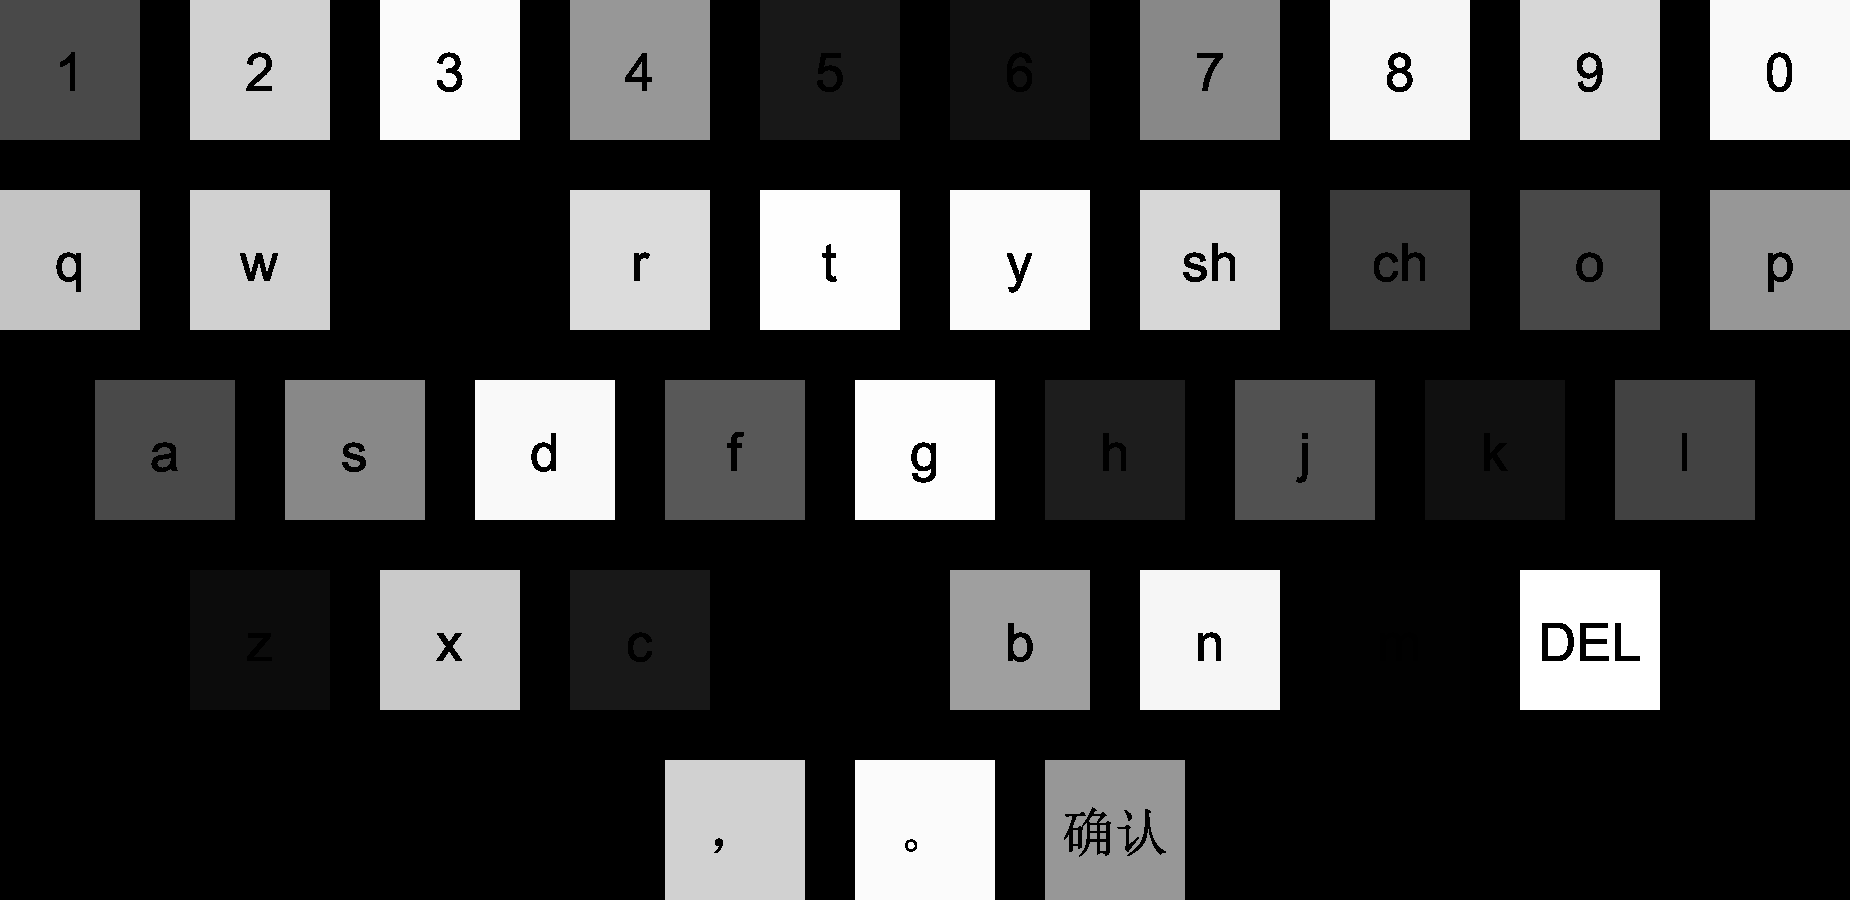 1 2 3 4 5 6 7 8 9 0
q w r t y sh ch o p
a s d f g h j k l
z x c b n m DEL
， 。 确认